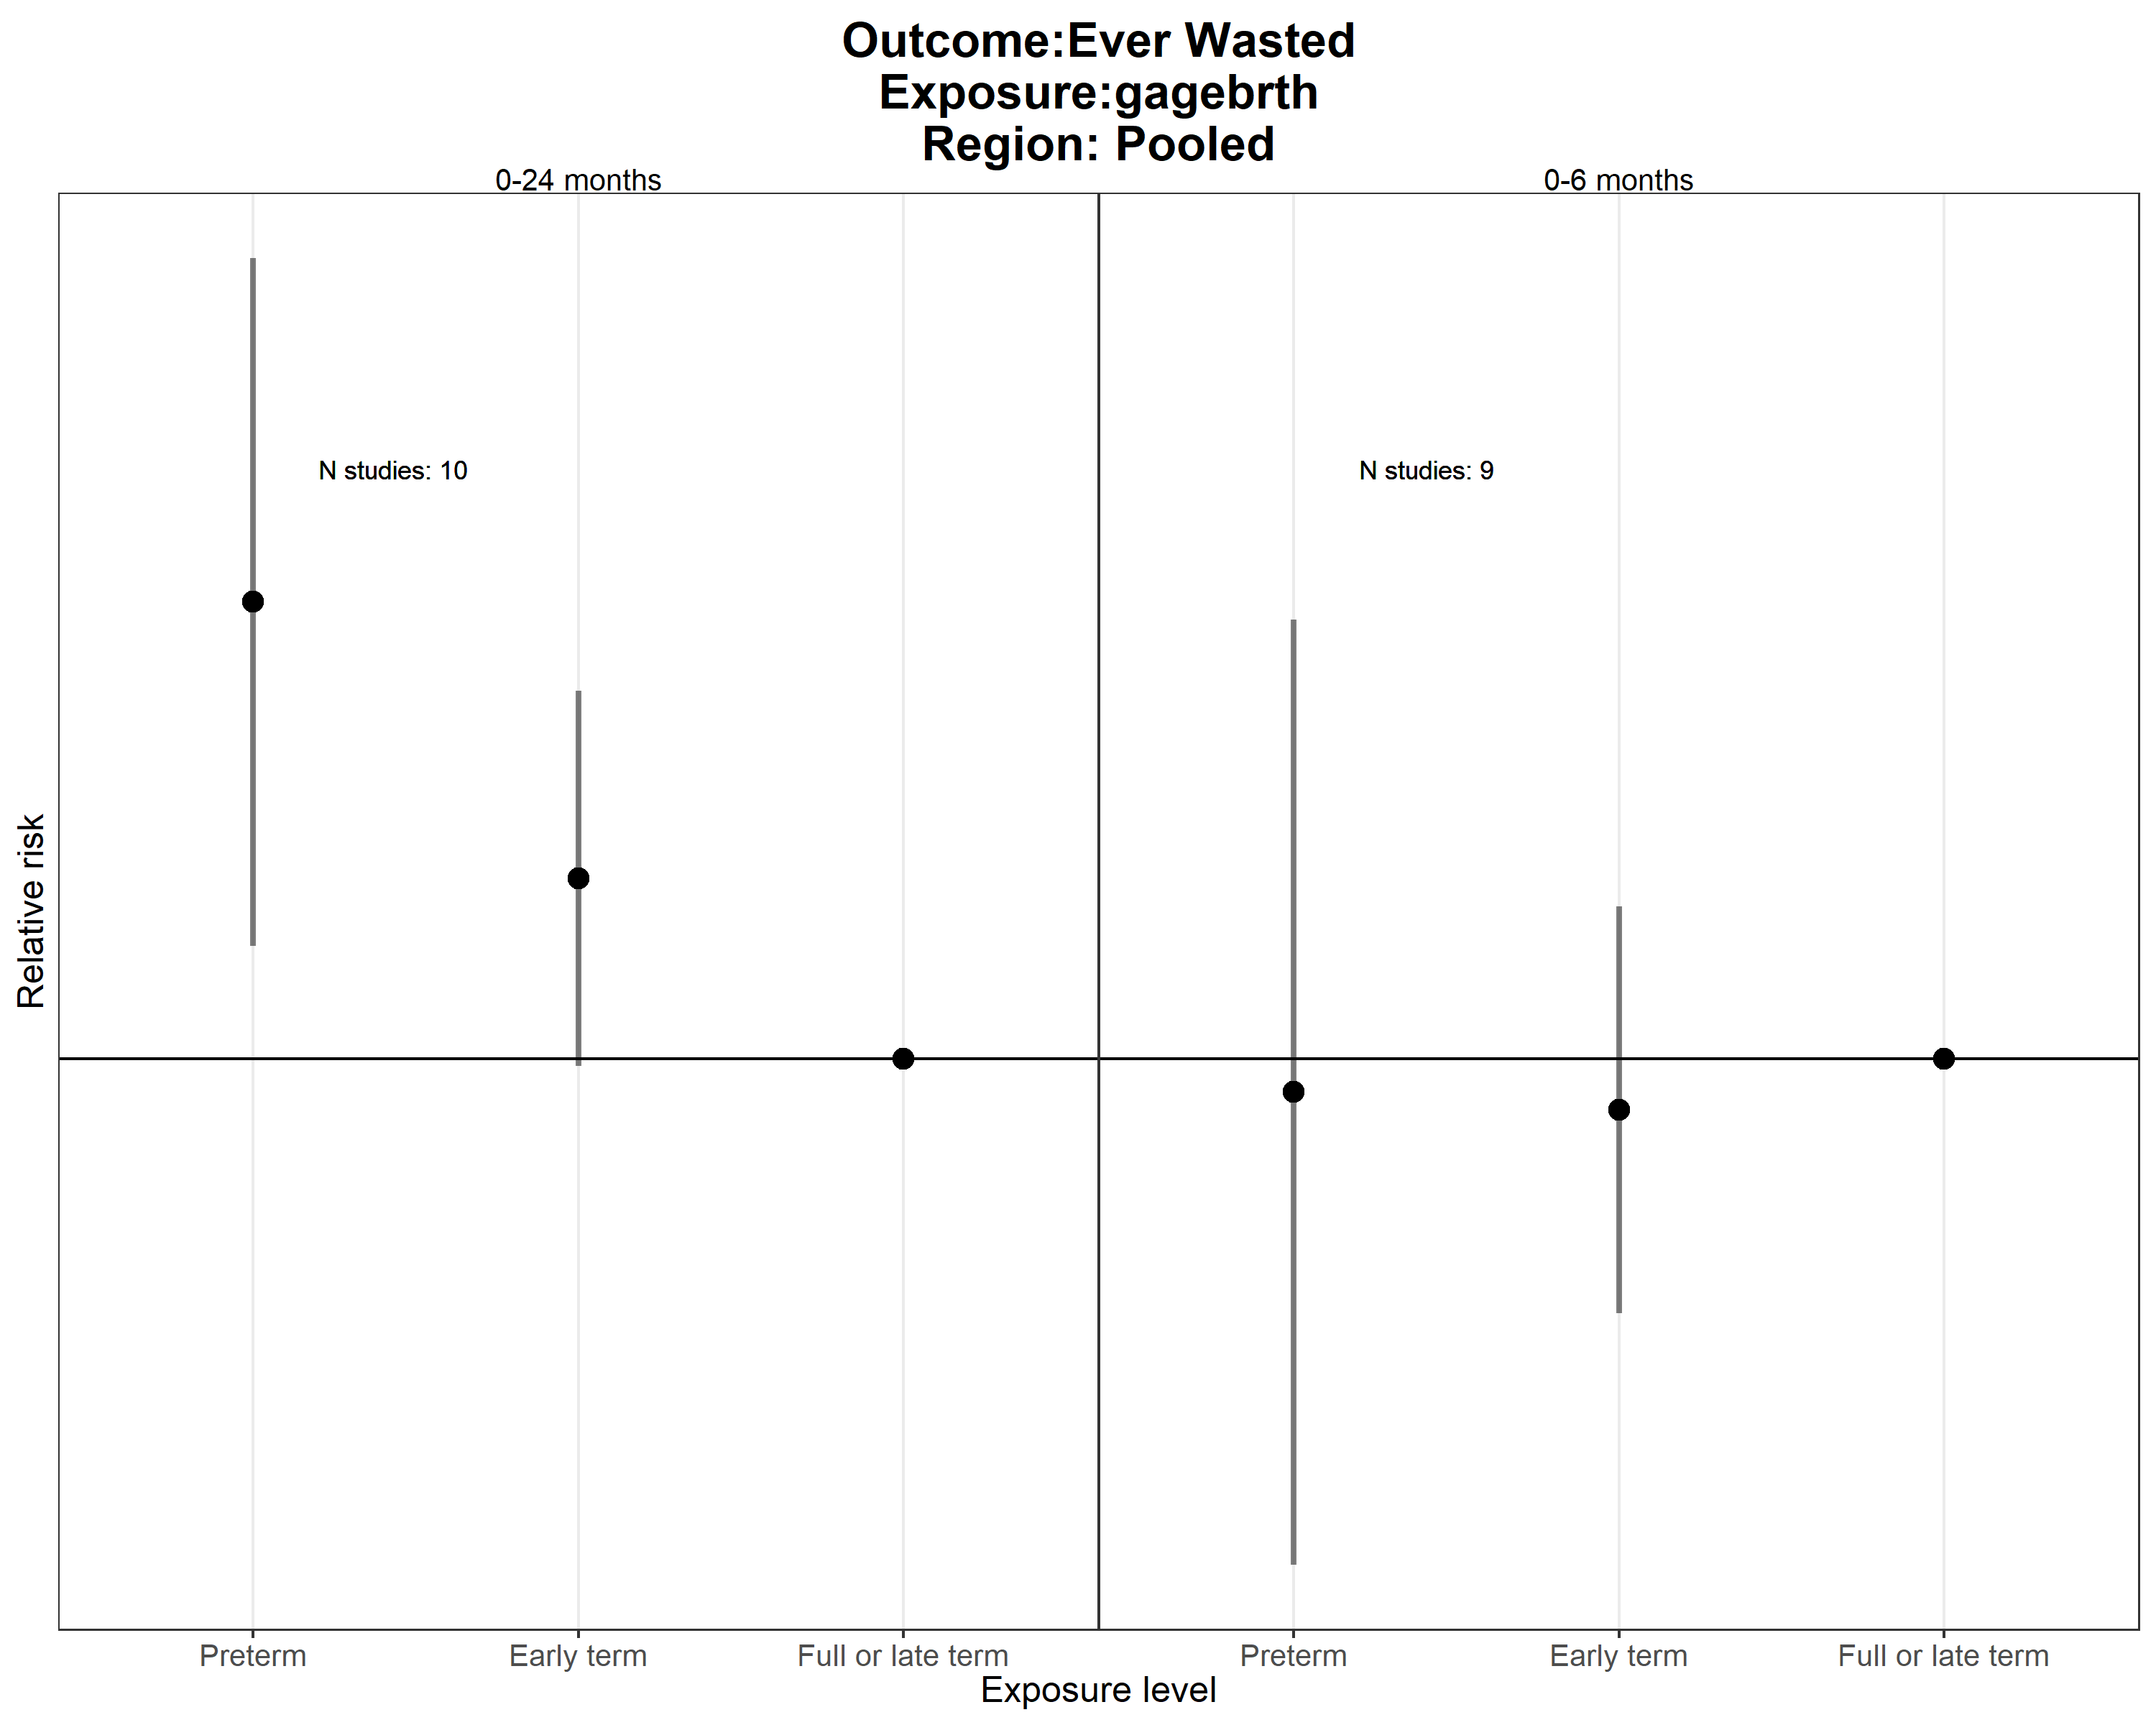 Outcome:Ever Wasted
Exposure:gagebrth
Region: Pooled
0-24 months
0-6 months
N studies: 10
N studies: 9
Relative risk
Preterm
Early term
Full or late term
Preterm
Early term
Full or late term
Exposure level